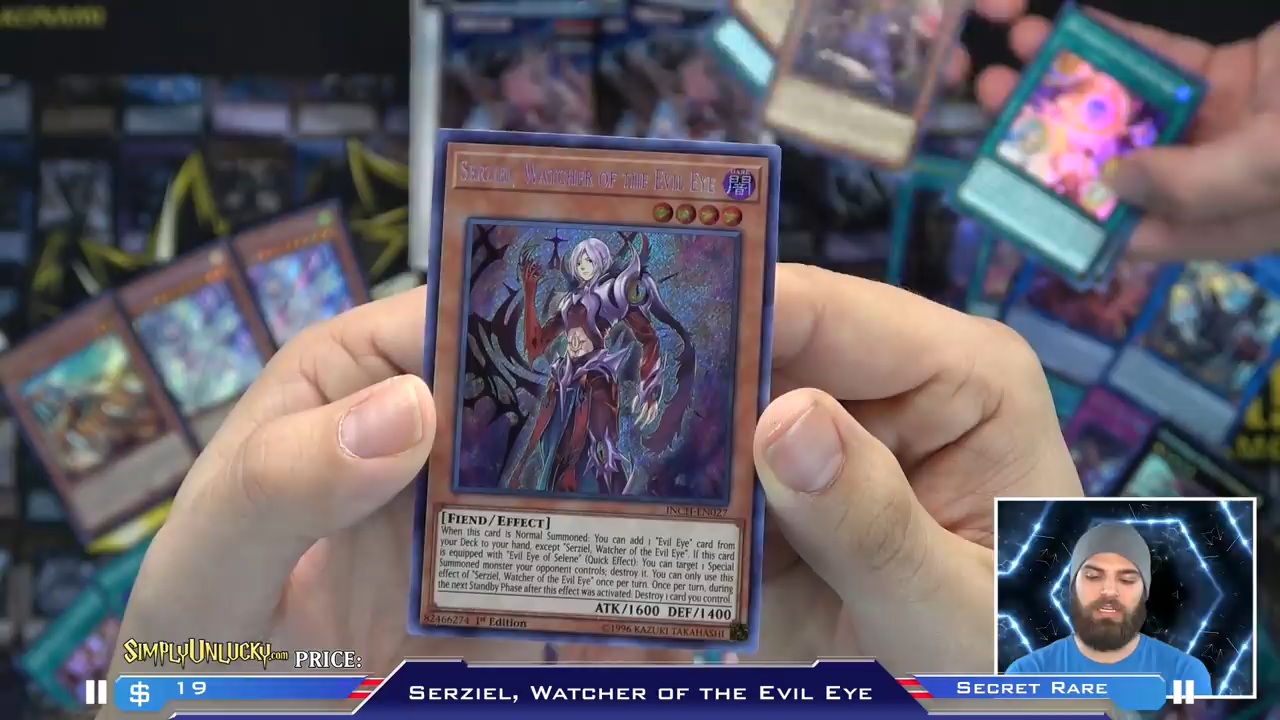 KONAMI
Serziel, Watcher of the Evil Eye
DARK
闇
INCH-EN027
[Fiend/Effect]
When this card is Normal Summoned: You can add 1 "Evil Eye" card from
your Deck to your hand, except "Serziel, Watcher of the Evil Eye". If this card
is equipped with "Evil Eye of Selene" (Quick Effect): You can target 1 Special
Summoned monster your opponent controls; destroy it. You can only use this
effect of "Serziel, Watcher of the Evil Eye" once per turn. Once per turn, during
the next Standby Phase after this effect was activated: Destroy 1 card you control.
ATK/1600 DEF/1400
82466274 1st Edition
©1996 KAZUKI TAKAHASHI
SimplyUnlucky.com PRICE:
$ 19
Serziel, Watcher of the Evil Eye
Secret Rare